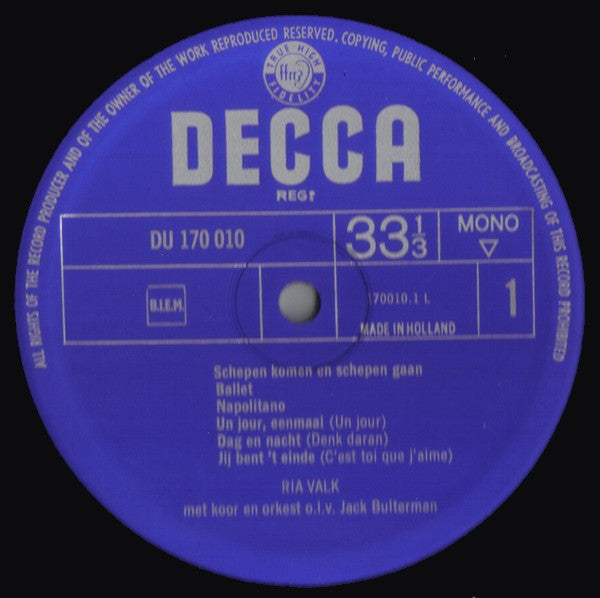 ALL RIGHTS OF THE RECORD PRODUCER AND OF THE OWNER OF THE WORK REPRODUCED RESERVED. COPYING, PUBLIC PERFORMANCE AND BROADCASTING OF THIS RECORD PROHIBITED
TRUE HIGH
ffrr
FIDELITY
DECCA
REGD
DU 170 010
33 1/3
MONO
▽
B.I.E.M.
170010.1 L
1
MADE IN HOLLAND
Schepen komen en schepen gaan
Ballet
Napolitano
Un jour, eenmaal (Un jour)
Dag en nacht (Denk daran)
Jij bent 't einde (C'est toi que j'aime)
RIA VALK
met koor en orkest o.l.v. Jack Bulterman